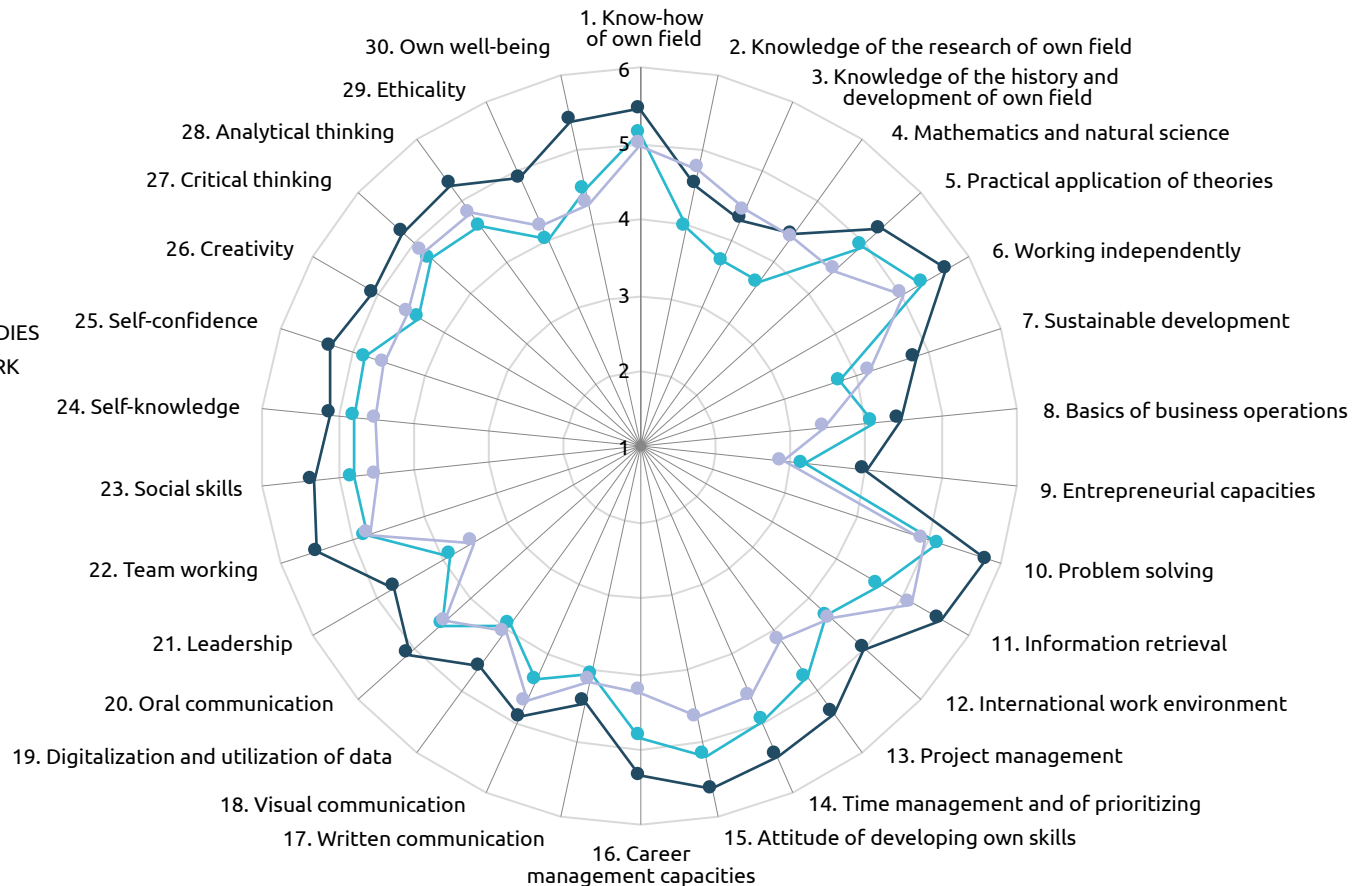 1. Know-how
of own field
2. Knowledge of the research of own field
3. Knowledge of the history and
development of own field
4. Mathematics and natural science
5. Practical application of theories
6. Working independently
7. Sustainable development
8. Basics of business operations
9. Entrepreneurial capacities
10. Problem solving
11. Information retrieval
12. International work environment
13. Project management
14. Time management and of prioritizing
15. Attitude of developing own skills
16. Career
management capacities
17. Written communication
18. Visual communication
19. Digitalization and utilization of data
20. Oral communication
21. Leadership
22. Team working
23. Social skills
24. Self-knowledge
25. Self-confidence
26. Creativity
27. Critical thinking
28. Analytical thinking
29. Ethicality
30. Own well-being
6
5
4
3
2
1
DIES
RK